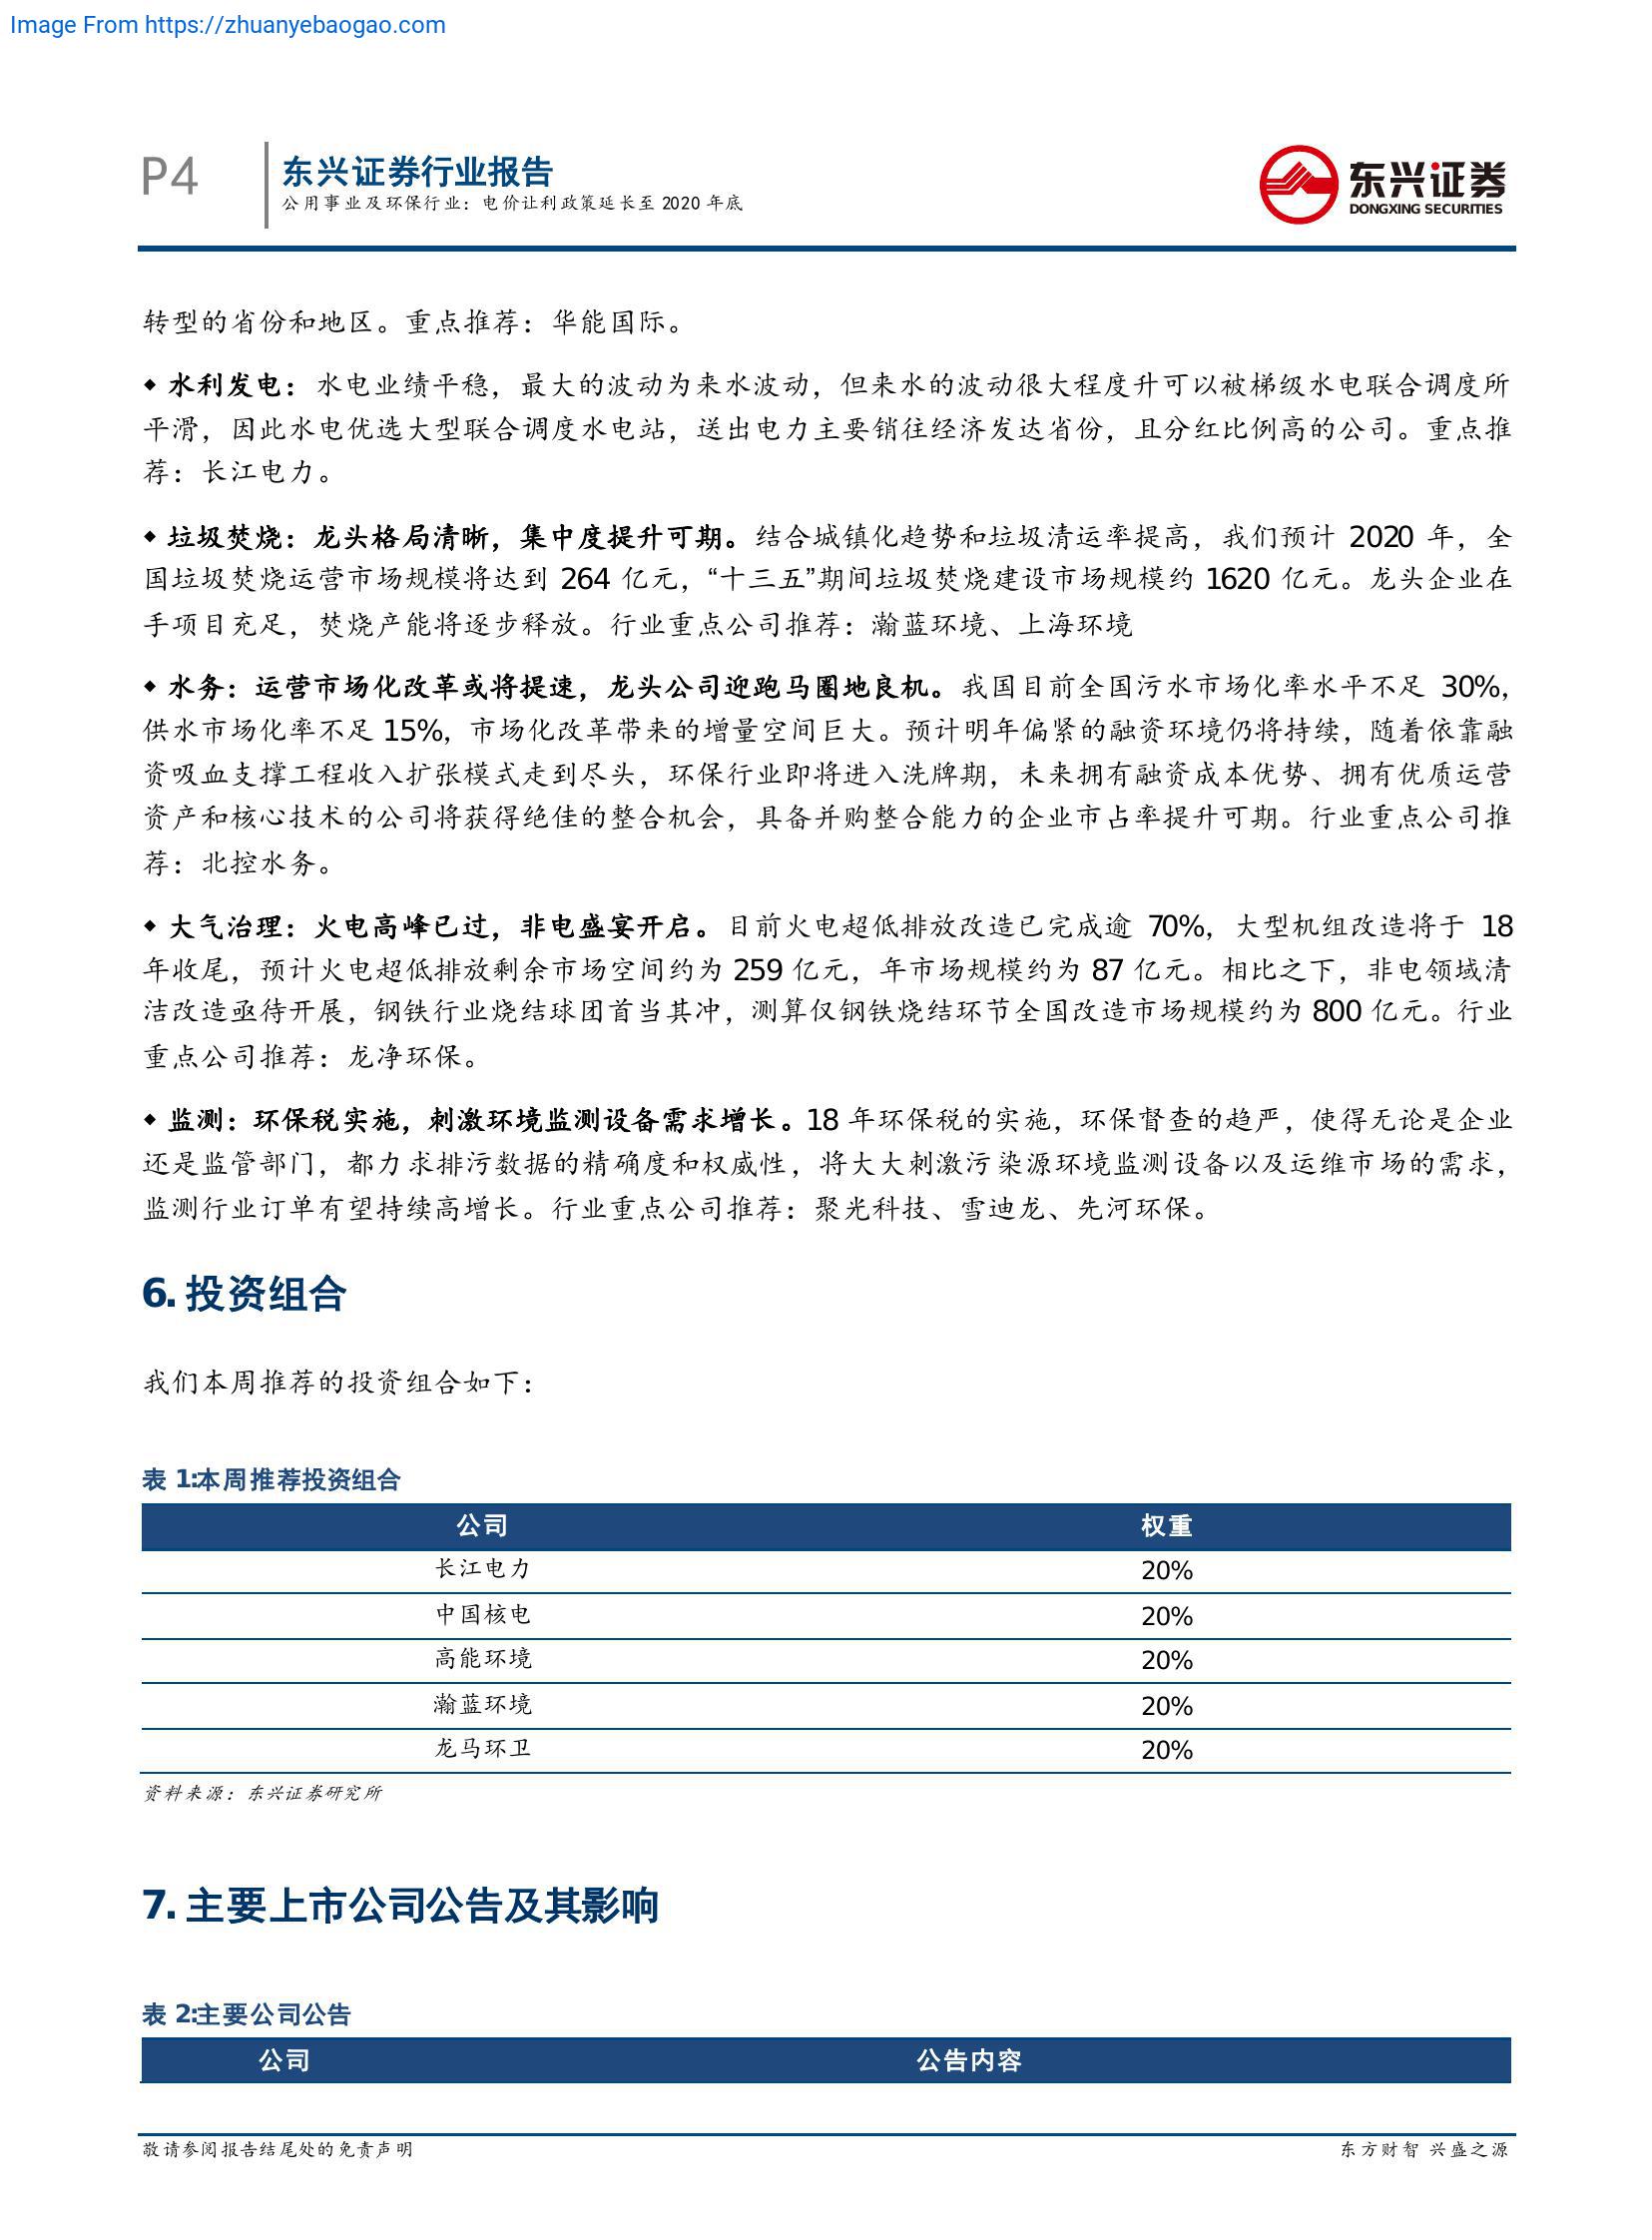 Image From https://zhuanyebaogao.com
P4
东兴证券行业报告
公用事业及环保行业：电价让利政策延长至 2020 年底
东兴证券
DONGXING SECURITIES
转型的省份和地区。重点推荐：华能国际。
◆ 水利发电：水电业绩平稳，最大的波动为来水波动，但来水的波动很大程度升可以被梯级水电联合调度所
平滑，因此水电优选大型联合调度水电站，送出电力主要销往经济发达省份，且分红比例高的公司。重点推
荐：长江电力。
◆ 垃圾焚烧：龙头格局清晰，集中度提升可期。结合城镇化趋势和垃圾清运率提高，我们预计 2020 年，全
国垃圾焚烧运营市场规模将达到 264 亿元，“十三五”期间垃圾焚烧建设市场规模约 1620 亿元。龙头企业在
手项目充足，焚烧产能将逐步释放。行业重点公司推荐：瀚蓝环境、上海环境
◆ 水务：运营市场化改革或将提速，龙头公司迎跑马圈地良机。我国目前全国污水市场化率水平不足 30%，
供水市场化率不足 15%，市场化改革带来的增量空间巨大。预计明年偏紧的融资环境仍将持续，随着依靠融
资吸血支撑工程收入扩张模式走到尽头，环保行业即将进入洗牌期，未来拥有融资成本优势、拥有优质运营
资产和核心技术的公司将获得绝佳的整合机会，具备并购整合能力的企业市占率提升可期。行业重点公司推
荐：北控水务。
◆ 大气治理：火电高峰已过，非电盛宴开启。目前火电超低排放改造已完成逾 70%，大型机组改造将于 18
年收尾，预计火电超低排放剩余市场空间约为 259 亿元，年市场规模约为 87 亿元。相比之下，非电领域清
洁改造亟待开展，钢铁行业烧结球团首当其冲，测算仅钢铁烧结环节全国改造市场规模约为 800 亿元。行业
重点公司推荐：龙净环保。
◆ 监测：环保税实施，刺激环境监测设备需求增长。18 年环保税的实施，环保督查的趋严，使得无论是企业
还是监管部门，都力求排污数据的精确度和权威性，将大大刺激污染源环境监测设备以及运维市场的需求，
监测行业订单有望持续高增长。行业重点公司推荐：聚光科技、雪迪龙、先河环保。
6. 投资组合
我们本周推荐的投资组合如下：
表 1:本周推荐投资组合
公司 权重
长江电力 20%
中国核电 20%
高能环境 20%
瀚蓝环境 20%
龙马环卫 20%
资料来源：东兴证券研究所
7. 主要上市公司公告及其影响
表 2:主要公司公告
公司 公告内容
敬请参阅报告结尾处的免责声明 东方财智 兴盛之源